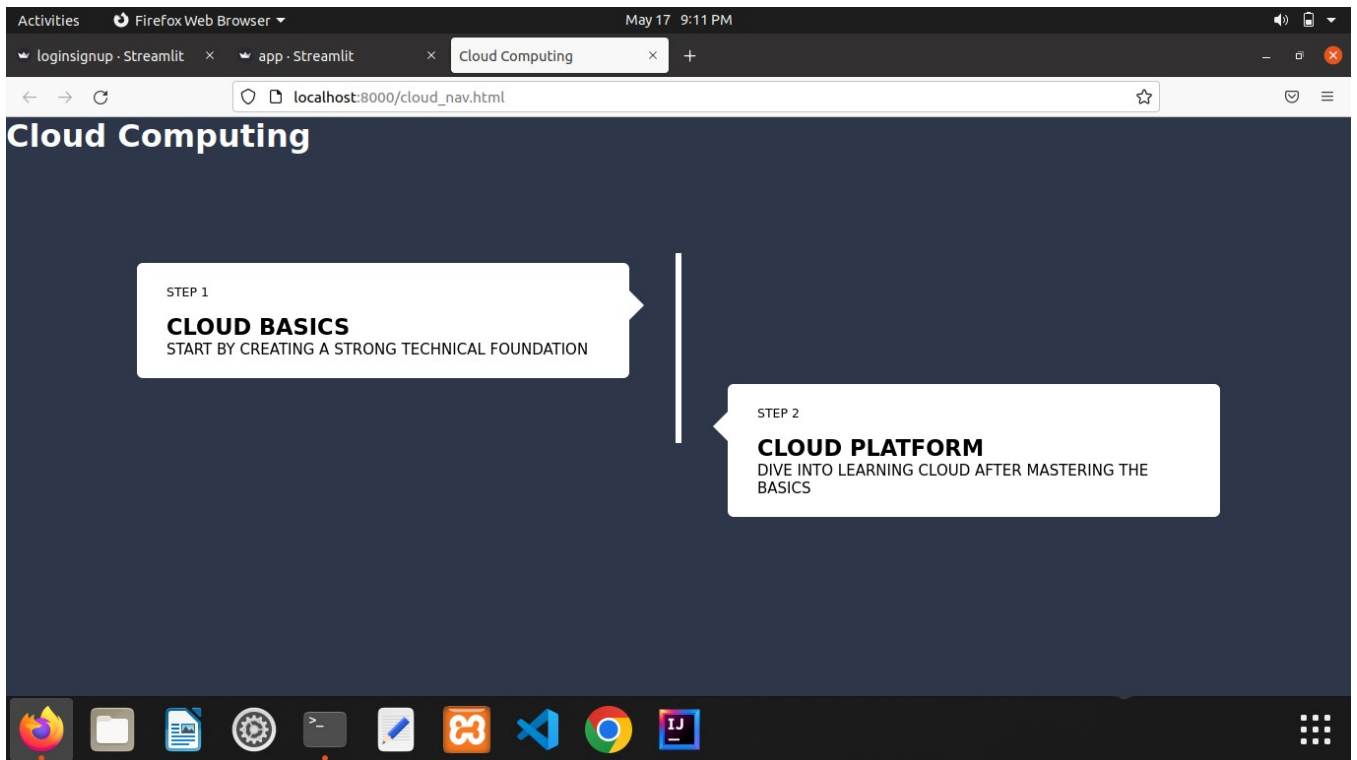 Activities Firefox Web Browser May 17 9:11 PM
loginsignup · Streamlit × app · Streamlit × Cloud Computing × +
localhost:8000/cloud_nav.html
Cloud Computing
STEP 1
CLOUD BASICS
START BY CREATING A STRONG TECHNICAL FOUNDATION
STEP 2
CLOUD PLATFORM
DIVE INTO LEARNING CLOUD AFTER MASTERING THE
BASICS
>_
IJ